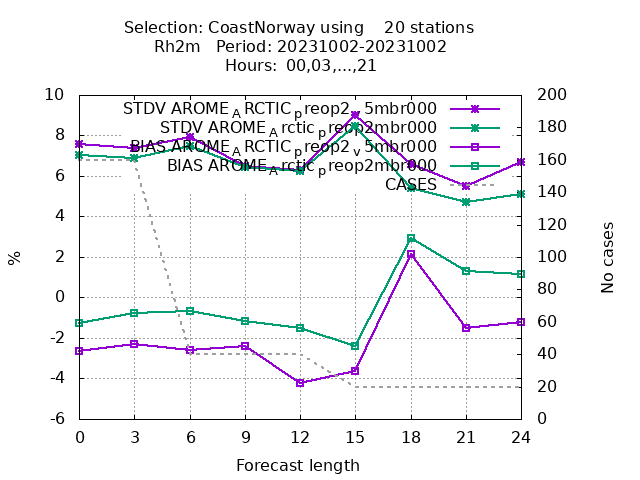 Selection: CoastNorway using    20 stations
Rh2m   Period: 20231002-20231002
Hours:  00,03,...,21
10 200
STDV AROME_ARCTIC_preop2_v5mbr000
8 180
STDV AROME_Arctic_preop2mbr000
BIAS AROME_ARCTIC_preop2_v5mbr000
160
BIAS AROME_Arctic_preop2mbr000
6
CASES
140
4 120
2 100
% No cases
0 80
-2 60
-4 40
20
-6 0
0 3 6 9 12 15 18 21 24
Forecast length